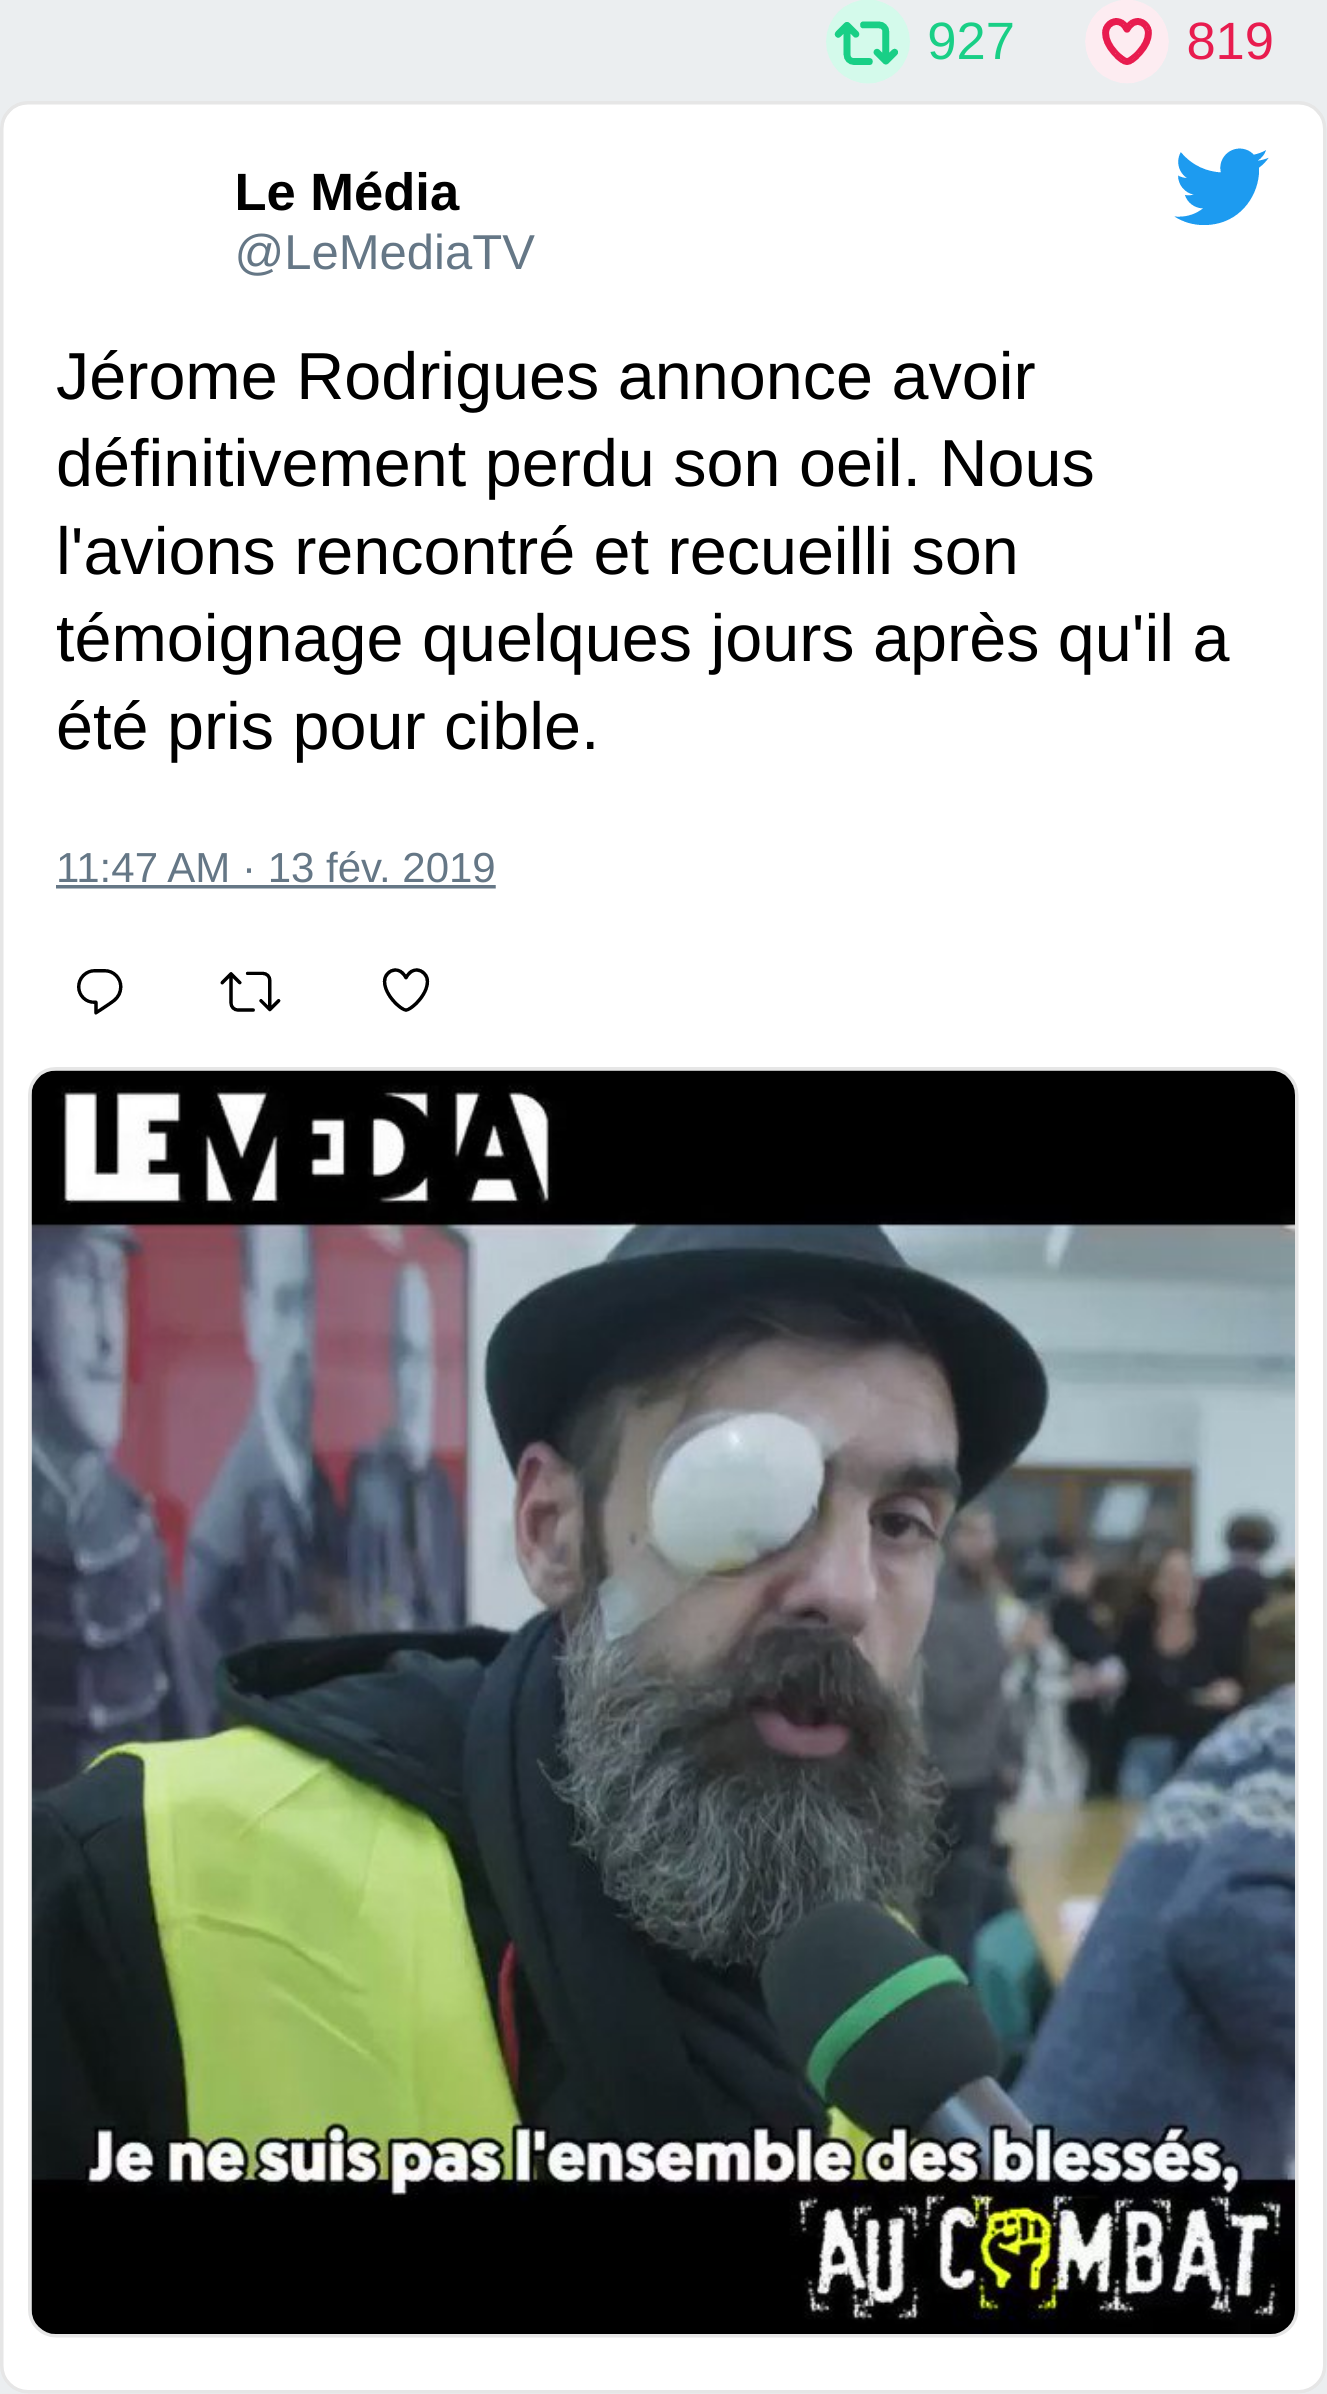 927 819
Le Média
@LeMediaTV
Jérome Rodrigues annonce avoir
définitivement perdu son oeil. Nous
l'avions rencontré et recueilli son
témoignage quelques jours après qu'il a
été pris pour cible.
11:47 AM · 13 fév. 2019
LE MEDIA
Je ne suis pas l'ensemble des blessés,
AU COMBAT